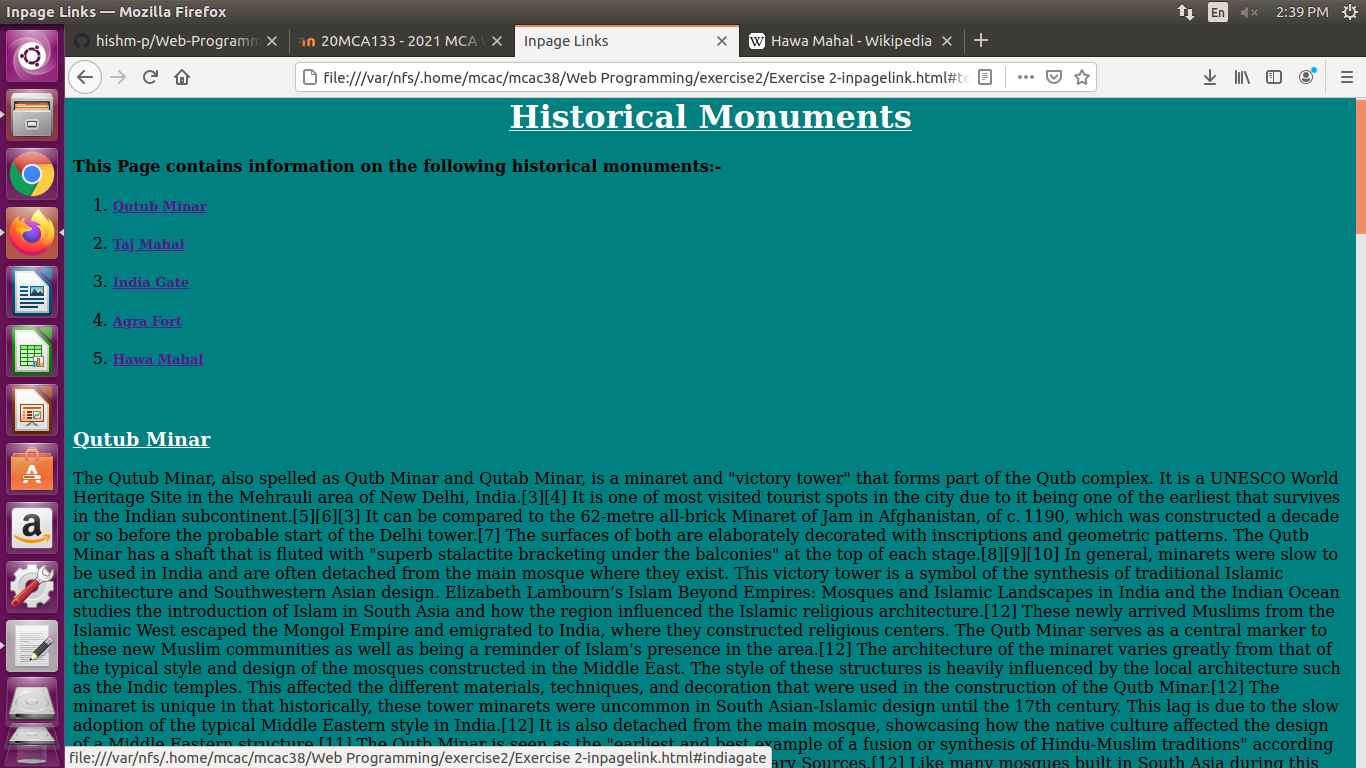 Inpage Links — Mozilla Firefox
En
2:39 PM
hishm-p/Web-Programm
20MCA133 - 2021 MCA
Inpage Links
W Hawa Mahal - Wikipedia
file:///var/nfs/.home/mcac/mcac38/Web Programming/exercise2/Exercise 2-inpagelink.html#to
Historical Monuments
This Page contains information on the following historical monuments:-
1. Qutub Minar
2. Taj Mahal
3. India Gate
4. Agra Fort
5. Hawa Mahal
Qutub Minar
The Qutub Minar, also spelled as Qutb Minar and Qutab Minar, is a minaret and "victory tower" that forms part of the Qutb complex. It is a UNESCO World
Heritage Site in the Mehrauli area of New Delhi, India.[3][4] It is one of most visited tourist spots in the city due to it being one of the earliest that survives
in the Indian subcontinent.[5][6][3] It can be compared to the 62-metre all-brick Minaret of Jam in Afghanistan, of c. 1190, which was constructed a decade
or so before the probable start of the Delhi tower.[7] The surfaces of both are elaborately decorated with inscriptions and geometric patterns. The Qutb
Minar has a shaft that is fluted with "superb stalactite bracketing under the balconies" at the top of each stage.[8][9][10] In general, minarets were slow to
be used in India and are often detached from the main mosque where they exist. This victory tower is a symbol of the synthesis of traditional Islamic
architecture and Southwestern Asian design. Elizabeth Lambourn’s Islam Beyond Empires: Mosques and Islamic Landscapes in India and the Indian Ocean
studies the introduction of Islam in South Asia and how the region influenced the Islamic religious architecture.[12] These newly arrived Muslims from the
Islamic West escaped the Mongol Empire and emigrated to India, where they constructed religious centers. The Qutb Minar serves as a central marker to
these new Muslim communities as well as being a reminder of Islam's presence in the area.[12] The architecture of the minaret varies greatly from that of
the typical style and design of the mosques constructed in the Middle East. The style of these structures is heavily influenced by the local architecture such
as the Indic temples. This affected the different materials, techniques, and decoration that were used in the construction of the Qutb Minar.[12] The
minaret is unique in that historically, these tower minarets were uncommon in South Asian-Islamic design until the 17th century. This lag is due to the slow
adoption of the typical Middle Eastern style in India.[12] It is also detached from the main mosque, showcasing how the native culture affected the design
of a Middle Eastern structure.[11] The Qutb Minar is seen as the "earliest and best example of a fusion or synthesis of Hindu-Muslim traditions" according
ary Sources.[12] Like many mosques built in South Asia during this
file:///var/nfs/.home/mcac/mcac38/Web Programming/exercise2/Exercise 2-inpagelink.html#indiagate